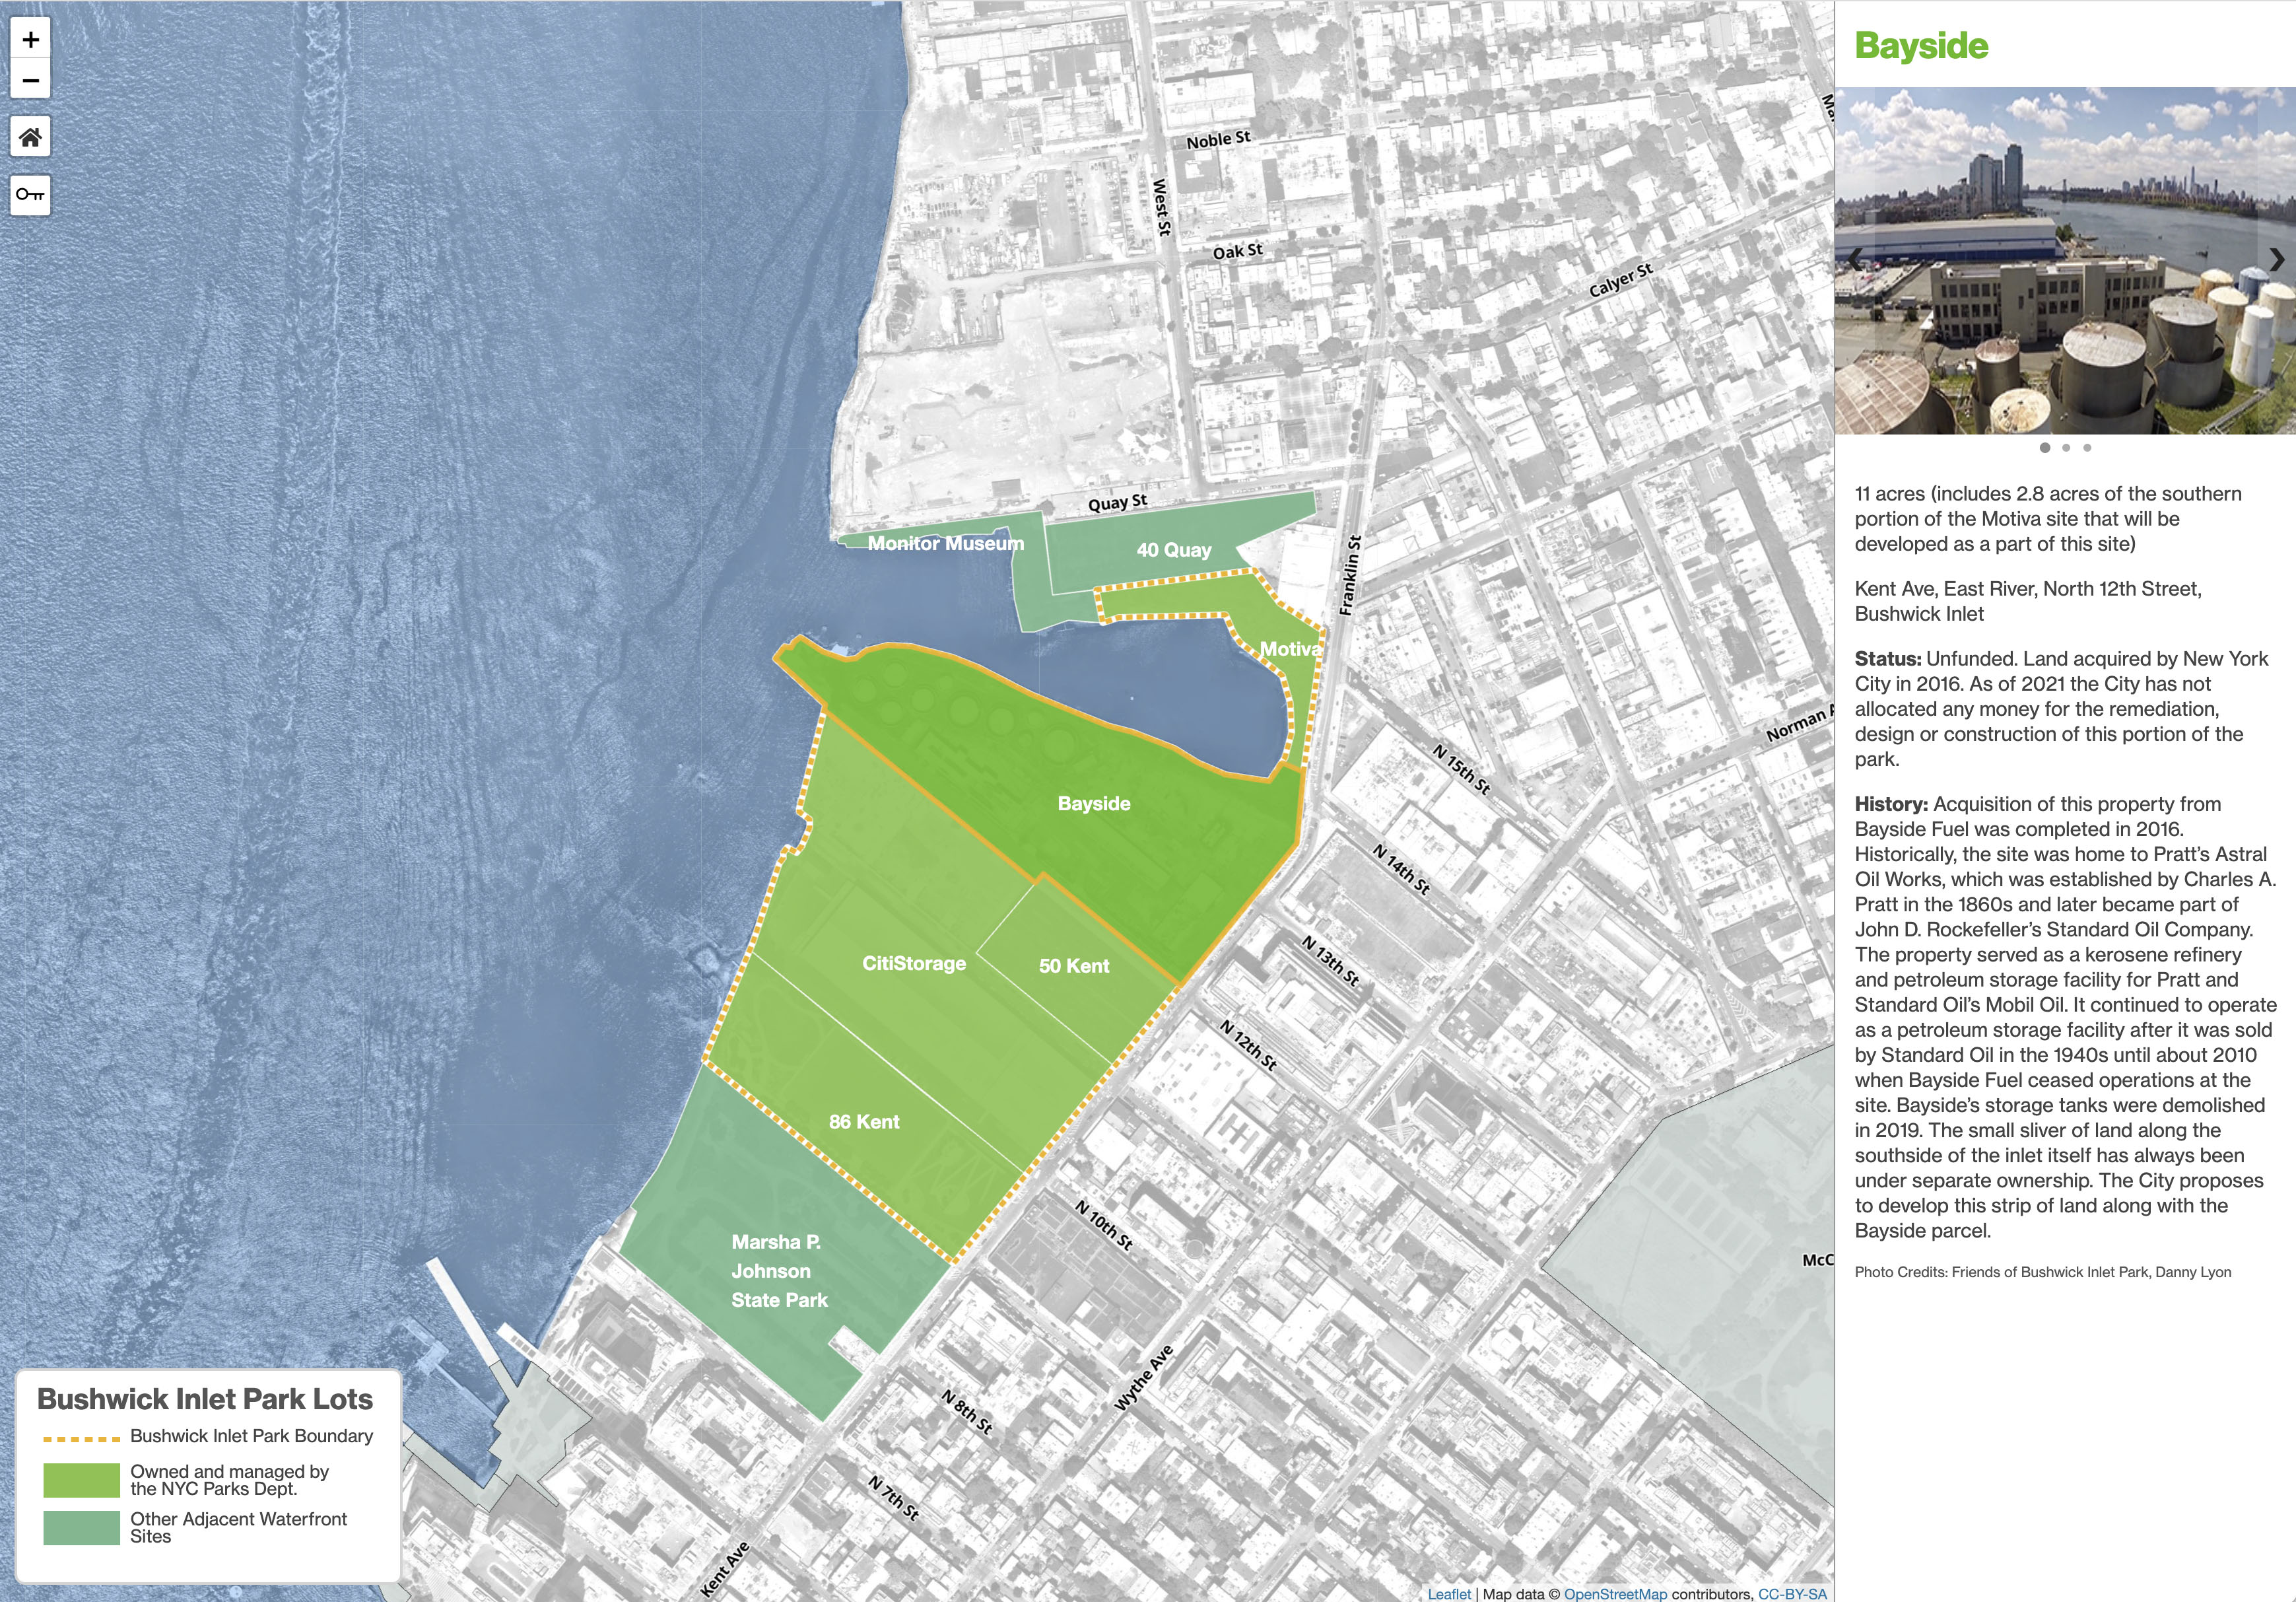 +
−
Noble St
West St
Oak St
Calyer St
Quay St
Monitor Museum
40 Quay
Franklin St
Motiva
Norman A
N 15th St
Bayside
N 14th St
CitiStorage
50 Kent
N 13th St
N 12th St
86 Kent
N 10th St
Marsha P.
Johnson
State Park
McC
Wythe Ave
N 8th St
N 7th St
Kent Ave
Bushwick Inlet Park Lots
Bushwick Inlet Park Boundary
Owned and managed by
the NYC Parks Dept.
Other Adjacent Waterfront
Sites
Leaflet | Map data © OpenStreetMap contributors, CC-BY-SA
Bayside
11 acres (includes 2.8 acres of the southern
portion of the Motiva site that will be
developed as a part of this site)
Kent Ave, East River, North 12th Street,
Bushwick Inlet
Status: Unfunded. Land acquired by New York
City in 2016. As of 2021 the City has not
allocated any money for the remediation,
design or construction of this portion of the
park.
History: Acquisition of this property from
Bayside Fuel was completed in 2016.
Historically, the site was home to Pratt’s Astral
Oil Works, which was established by Charles A.
Pratt in the 1860s and later became part of
John D. Rockefeller’s Standard Oil Company.
The property served as a kerosene refinery
and petroleum storage facility for Pratt and
Standard Oil’s Mobil Oil. It continued to operate
as a petroleum storage facility after it was sold
by Standard Oil in the 1940s until about 2010
when Bayside Fuel ceased operations at the
site. Bayside’s storage tanks were demolished
in 2019. The small sliver of land along the
southside of the inlet itself has always been
under separate ownership. The City proposes
to develop this strip of land along with the
Bayside parcel.
Photo Credits: Friends of Bushwick Inlet Park, Danny Lyon